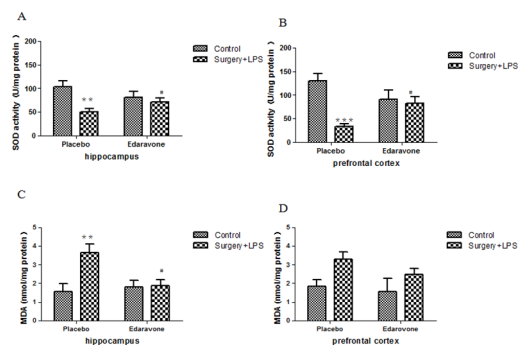 A
SOD activity (U/mg protein)
200
150
100
50
0
**
*
Placebo
Edaravone
hippocampus
Control
Surgery+LPS
B
SOD activity (U/mg protein)
200
150
100
50
0
***
Placebo
Edaravone
prefrontal cortex
Control
Surgery+LPS
C
MDA (nmol/mg protein)
5
4
3
2
1
0
**
*
Placebo
Edaravone
hippocampus
Control
Surgery+LPS
D
MDA (nmol/mg protein)
5
4
3
2
1
0
Placebo
Edarovone
prefrontal cortex
Control
Surgery+LPS